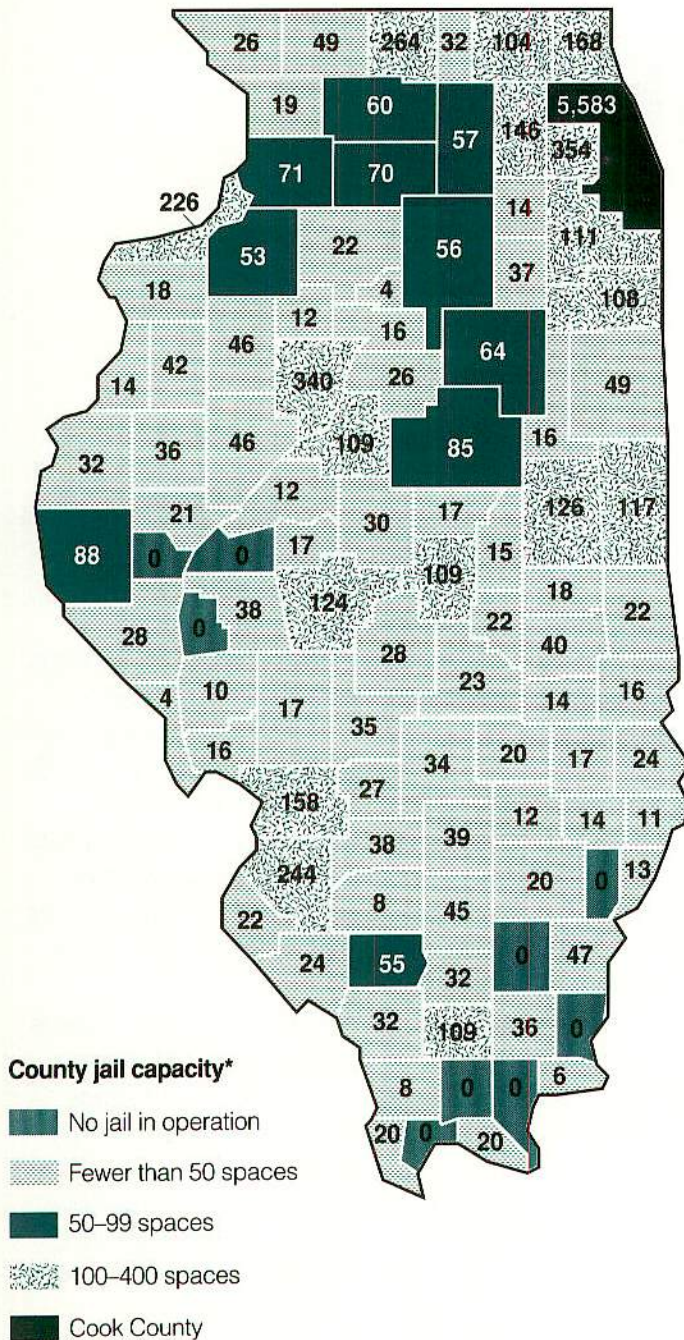 26 49 264 32 104 168
19 60 57 146 5,583
354
71 70
226 14
53 22 56 111
18 4 37 108
12 16
46 64
14 42 340 26 49
32 36 46 109 85 16
12 126 117
21 30 17
88 0 0 17 15
109 18
124 22
28 0 38 22
28 40
23
4 10 17 14 16
35
16 34 20 17 24
27
158 12 14 11
38 39
244 20 0 13
8 45
22
24 55 0 47
32
32 109 36 0
8 0 0 6
20 0 20
County jail capacity*
No jail in operation
Fewer than 50 spaces
50–99 spaces
100–400 spaces
Cook County